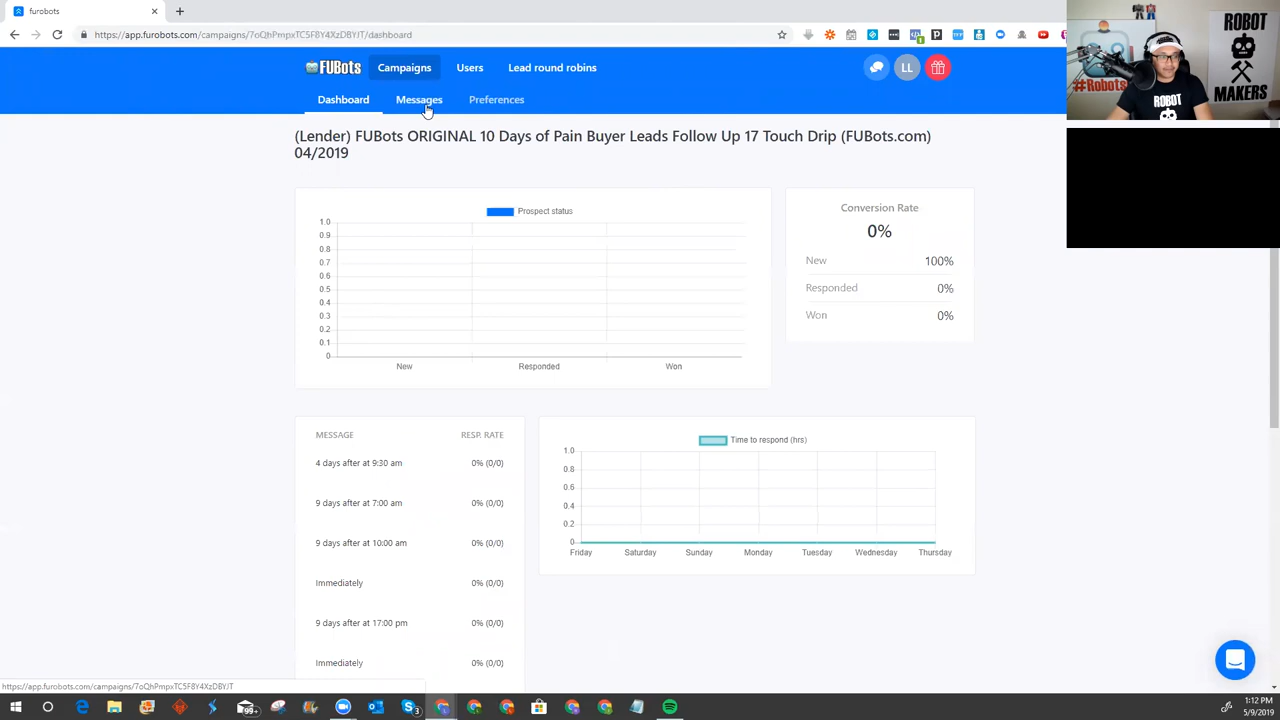 furobots
https://app.furobots.com/campaigns/7oQhPmpxTC5F8Y4XzDBYJT/dashboard
FUBots
Campaigns
Users
Lead round robins
LL
Dashboard
Messages
Preferences
(Lender) FUBots ORIGINAL 10 Days of Pain Buyer Leads Follow Up 17 Touch Drip (FUBots.com)
04/2019
Prospect status
1.0
0.9
0.8
0.7
0.6
0.5
0.4
0.3
0.2
0.1
0
New
Responded
Won
Conversion Rate
0%
New 100%
Responded 0%
Won 0%
MESSAGE RESP. RATE
4 days after at 9:30 am 0% (0/0)
9 days after at 7:00 am 0% (0/0)
9 days after at 10:00 am 0% (0/0)
Immediately 0% (0/0)
9 days after at 17:00 pm 0% (0/0)
Immediately 0% (0/0)
Time to respond (hrs)
1.0
0.8
0.6
0.4
0.2
0
Friday
Saturday
Sunday
Monday
Tuesday
Wednesday
Thursday
#Robots
ROBOT
ROBOT
MAKERS
https://app.furobots.com/campaigns/7oQhPmpxTC5F8Y4XzDBYJT
99+
3
1:12 PM
5/9/2019